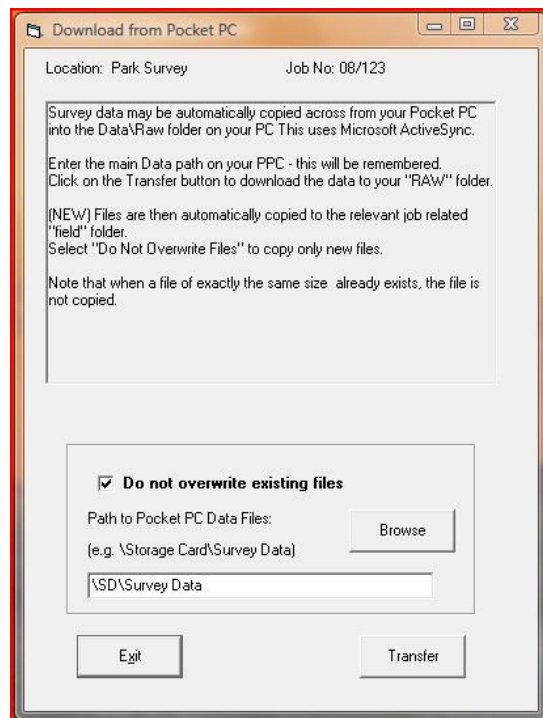 Download from Pocket PC
Location: Park Survey Job No: 08/123
Survey data may be automatically copied across from your Pocket PC
into the Data\Raw folder on your PC This uses Microsoft ActiveSync.
Enter the main Data path on your PPC - this will be remembered.
Click on the Transfer button to download the data to your "RAW" folder.
(NEW) Files are then automatically copied to the relevant job related
"field" folder.
Select "Do Not Overwrite Files" to copy only new files.
Note that when a file of exactly the same size already exists, the file is
not copied.
Do not overwrite existing files
Path to Pocket PC Data Files:
Browse
(e.g. \Storage Card\Survey Data)
\SD\Survey Data
Exit Transfer